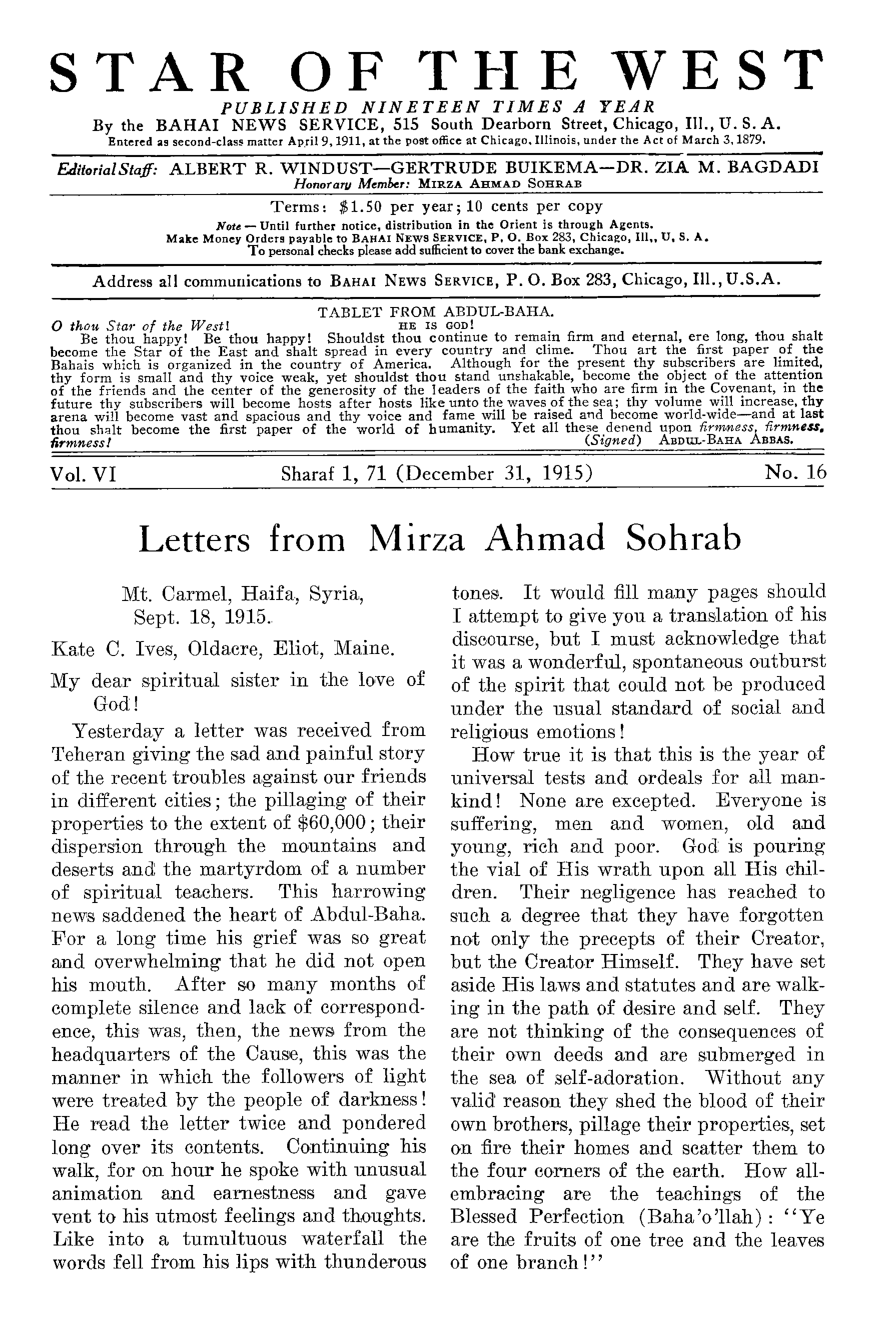 STAR OF THE WEST
PUBLISHED NINETEEN TIMES A YEAR
By the BAHAI NEWS SERVICE, 515 South Dearborn Street, Chicago, Ill., U. S. A.
Entered as second-class matter April 9, 1911, at the post office at Chicago, Illinois, under the Act of March 3, 1879.
Editorial Staff: ALBERT R. WINDUST—GERTRUDE BUIKEMA—DR. ZIA M. BAGDADI
Honorary Member: MIRZA AHMAD SOHRAB
Terms: $1.50 per year; 10 cents per copy
Note — Until further notice, distribution in the Orient is through Agents.
Make Money Orders payable to BAHAI NEWS SERVICE, P. O. Box 283, Chicago, Ill,, U, S. A.
To personal checks please add sufficient to cover the bank exchange.
Address all communications to BAHAI NEWS SERVICE, P. O. Box 283, Chicago, Ill., U.S.A.
TABLET FROM ABDUL-BAHA.
O thou Star of the West! HE IS GOD!
Be thou happy! Be thou happy! Shouldst thou continue to remain firm and eternal, ere long, thou shalt
become the Star of the East and shalt spread in every country and clime. Thou art the first paper of the
Bahais which is organized in the country of America. Although for the present thy subscribers are limited,
thy form is small and thy voice weak, yet shouldst thou stand unshakable, become the object of the attention
of the friends and the center of the generosity of the leaders of the faith who are firm in the Covenant, in the
future thy subscribers will become hosts after hosts like unto the waves of the sea; thy volume will increase, thy
arena will become vast and spacious and thy voice and fame will be raised and become world-wide—and at last
thou shalt become the first paper of the world of humanity. Yet all these depend upon firmness, firmness,
firmness! (Signed) ABDUL-BAHA ABBAS.
Vol. VI Sharaf 1, 71 (December 31, 1915) No. 16
Letters from Mirza Ahmad Sohrab
Mt. Carmel, Haifa, Syria,
Sept. 18, 1915.
Kate C. Ives, Oldacre, Eliot, Maine.
My dear spiritual sister in the love of
God!
Yesterday a letter was received from
Teheran giving the sad and painful story
of the recent troubles against our friends
in different cities; the pillaging of their
properties to the extent of $60,000; their
dispersion through the mountains and
deserts and the martyrdom of a number
of spiritual teachers. This harrowing
news saddened the heart of Abdul-Baha.
For a long time his grief was so great
and overwhelming that he did not open
his mouth. After so many months of
complete silence and lack of correspond-
ence, this was, then, the news from the
headquarters of the Cause, this was the
manner in which the followers of light
were treated by the people of darkness!
He read the letter twice and pondered
long over its contents. Continuing his
walk, for on hour he spoke with unusual
animation and earnestness and gave
vent to his utmost feelings and thoughts.
Like into a tumultuous waterfall the
words fell from his lips with thunderous
tones. It would fill many pages should
I attempt to give you a translation of his
discourse, but I must acknowledge that
it was a wonderful, spontaneous outburst
of the spirit that could not be produced
under the usual standard of social and
religious emotions!
How true it is that this is the year of
universal tests and ordeals for all man-
kind! None are excepted. Everyone is
suffering, men and women, old and
young, rich and poor. God is pouring
the vial of His wrath upon all His chil-
dren. Their negligence has reached to
such a degree that they have forgotten
not only the precepts of their Creator,
but the Creator Himself. They have set
aside His laws and statutes and are walk-
ing in the path of desire and self. They
are not thinking of the consequences of
their own deeds and are submerged in
the sea of self-adoration. Without any
valid reason they shed the blood of their
own brothers, pillage their properties, set
on fire their homes and scatter them to
the four corners of the earth. How all-
embracing are the teachings of the
Blessed Perfection (Baha'o'llah): "Ye
are the fruits of one tree and the leaves
of one branch!"